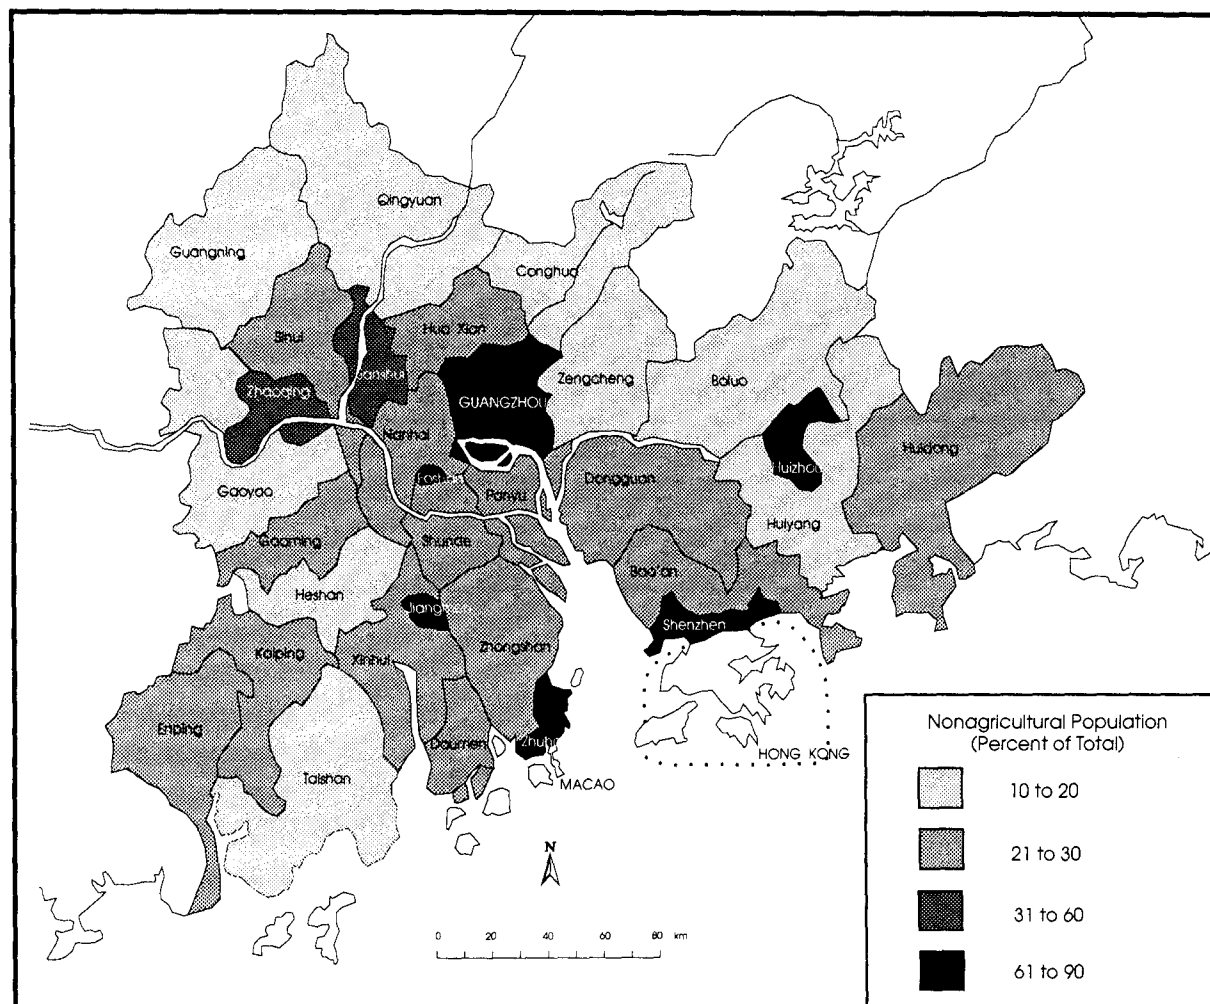 Qingyuan
Guangning
Conghua
Sihui
Hua Xian
Sanshui
Zhaoqing
Zengcheng
Boluo
GUANGZHOU
Nanhai
Huidong
Huizhou
Foshan
Dongguan
Gaoyao
Panyu
Huiyang
Gaoming
Shunde
Bao'an
Heshan
Jiangmen
Shenzhen
Zhongshan
Kaiping
Xinhui
Enping
Doumen
Zhuhai
Taishan
MACAO
HONG KONG
N
0 20 40 60 80 km
Nonagricultural Population
(Percent of Total)
10 to 20
21 to 30
31 to 60
61 to 90